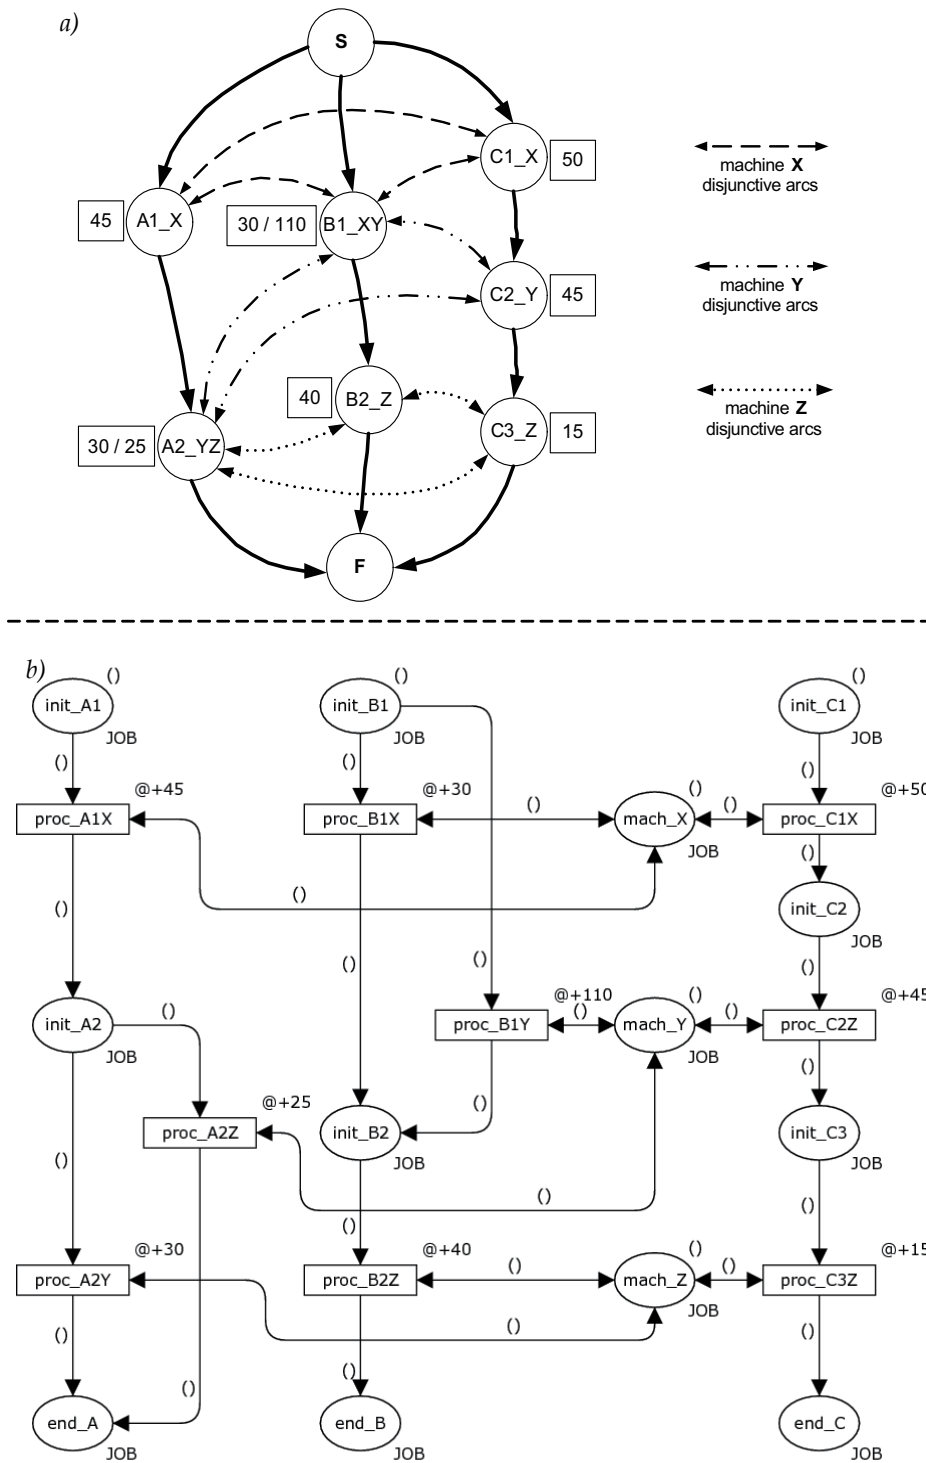 a)
S
C1_X
50
machine X
disjunctive arcs
45
A1_X
30 / 110
B1_XY
C2_Y
45
machine Y
disjunctive arcs
40
B2_Z
C3_Z
15
machine Z
disjunctive arcs
30 / 25
A2_YZ
F
b)
()
()
()
init_A1
init_B1
init_C1
JOB
JOB
JOB
()
()
()
@+45
@+30
()
()
()
@+50
proc_A1X
proc_B1X
mach_X
proc_C1X
JOB
()
()
()
init_C2
JOB
()
()
()
@+110
()
()
()
@+45
init_A2
()
proc_B1Y
mach_Y
proc_C2Z
JOB
JOB
()
@+25
()
proc_A2Z
init_B2
init_C3
JOB
JOB
()
()
()
()
@+30
@+40
()
()
()
@+15
proc_A2Y
proc_B2Z
mach_Z
proc_C3Z
JOB
()
()
()
()
()
end_A
end_B
end_C
JOB
JOB
JOB